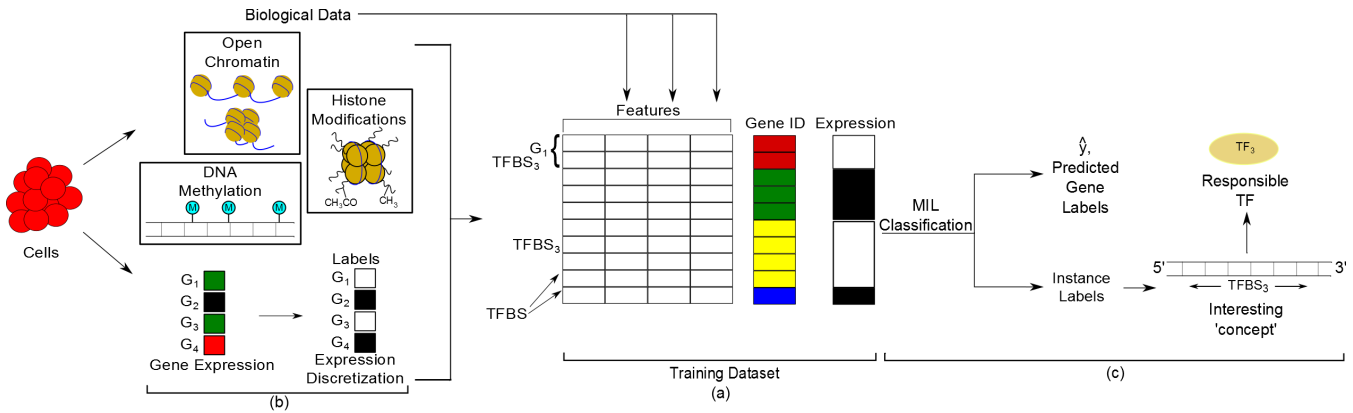 Biological Data
Open
Chromatin
Histone
Modifications
CH₃CO
CH₃
DNA
Methylation
M
M
M
Cells
G₁
G₂
G₃
G₄
Gene Expression
Labels
G₁
G₂
G₃
G₄
Expression
Discretization
(b)
Features
Gene ID
Expression
G₁
TFBS₃
TFBS₃
TFBS
Training Dataset
(a)
MIL
Classification
ŷ,
Predicted
Gene
Labels
Instance
Labels
TF₃
Responsible
TF
5'
3'
TFBS₃
Interesting
'concept'
(c)